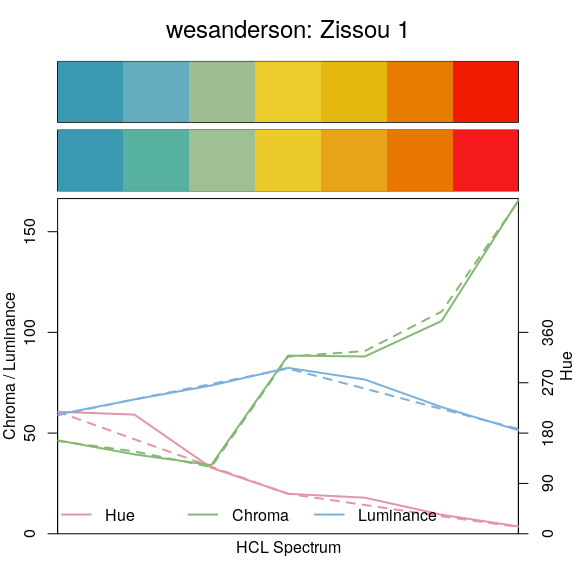 wesanderson: Zissou 1
150
100
50
0
Chroma / Luminance
360
270
180
90
0
Hue
Hue
Chroma
Luminance
HCL Spectrum